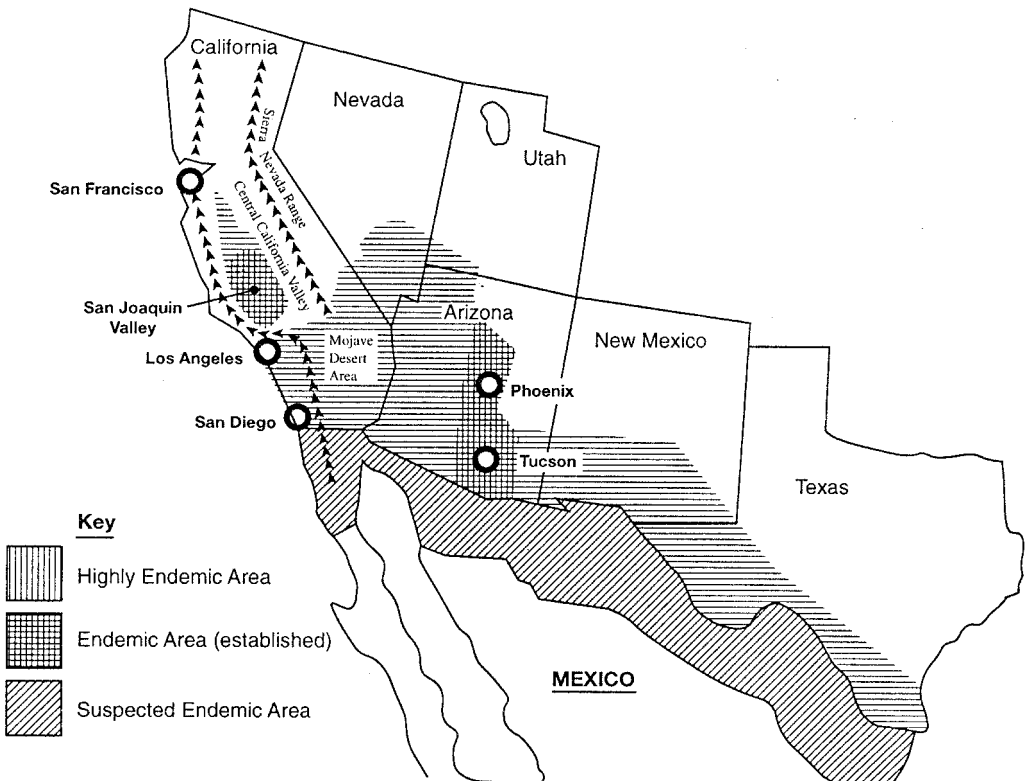 California
Nevada
Utah
Sierra Nevada Range
San Francisco
Central California Valley
San Joaquin
Valley
Arizona
New Mexico
Mojave
Desert
Area
Los Angeles
Phoenix
San Diego
Tucson
Texas
Key
Highly Endemic Area
Endemic Area (established)
Suspected Endemic Area
MEXICO